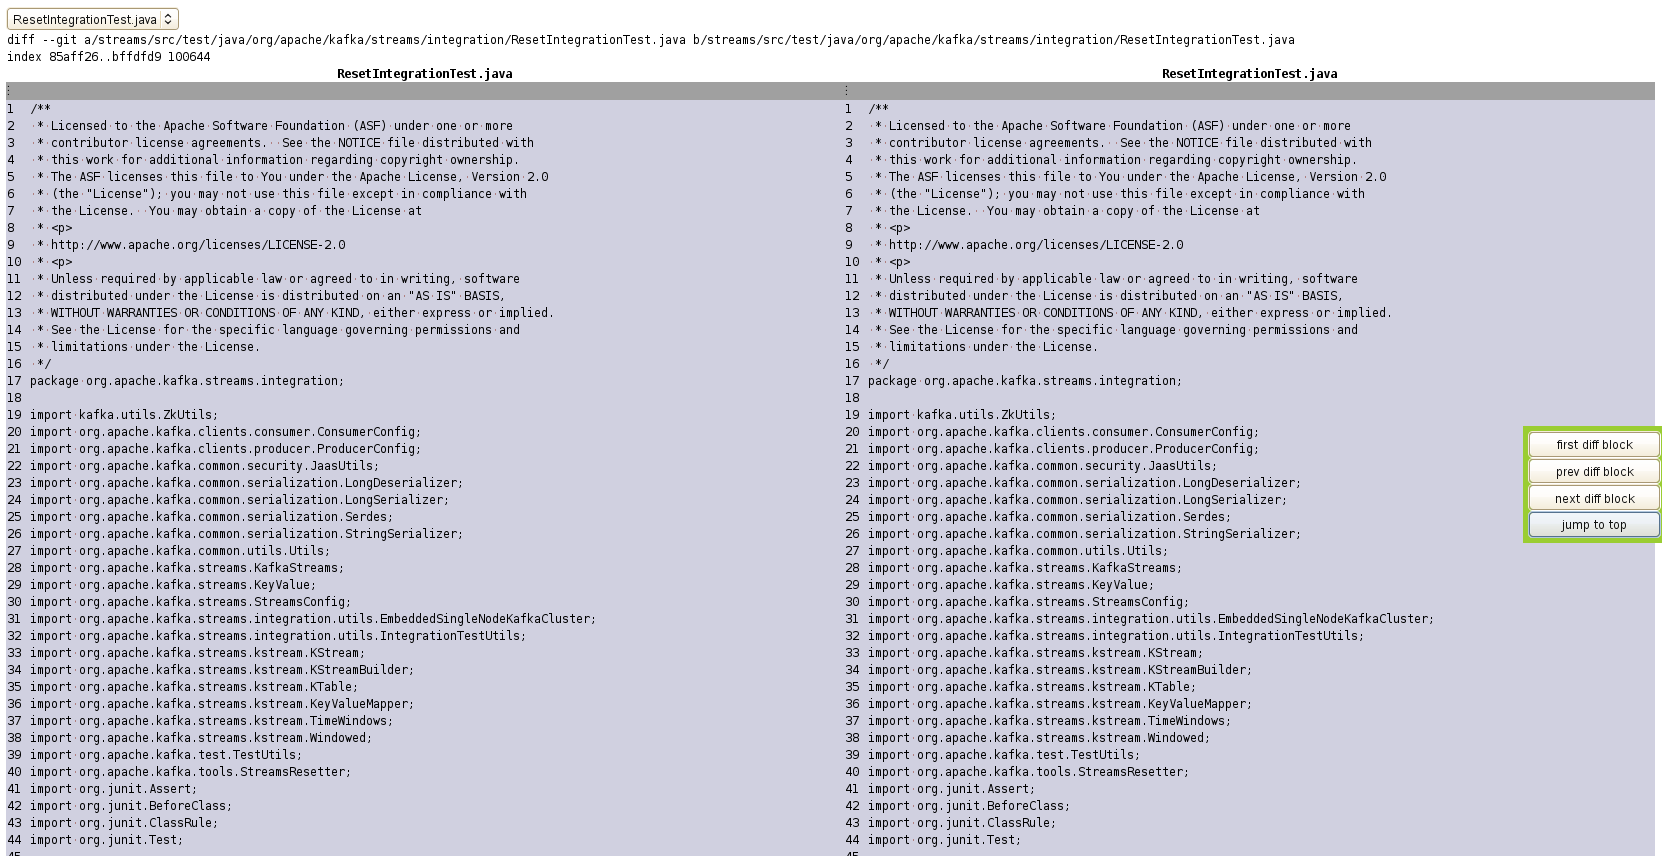 ResetIntegrationTest.java
diff --git a/streams/src/test/java/org/apache/kafka/streams/integration/ResetIntegrationTest.java b/streams/src/test/java/org/apache/kafka/streams/integration/ResetIntegrationTest.java
index 85aff26..bffdfd9 100644
ResetIntegrationTest.java
1 /**
2  * Licensed to the Apache Software Foundation (ASF) under one or more
3  * contributor license agreements.  See the NOTICE file distributed with
4  * this work for additional information regarding copyright ownership.
5  * The ASF licenses this file to You under the Apache License, Version 2.0
6  * (the "License"); you may not use this file except in compliance with
7  * the License.  You may obtain a copy of the License at
8  * <p>
9  * http://www.apache.org/licenses/LICENSE-2.0
10  * <p>
11  * Unless required by applicable law or agreed to in writing, software
12  * distributed under the License is distributed on an "AS IS" BASIS,
13  * WITHOUT WARRANTIES OR CONDITIONS OF ANY KIND, either express or implied.
14  * See the License for the specific language governing permissions and
15  * limitations under the License.
16  */
17 package org.apache.kafka.streams.integration;
18
19 import kafka.utils.ZkUtils;
20 import org.apache.kafka.clients.consumer.ConsumerConfig;
21 import org.apache.kafka.clients.producer.ProducerConfig;
22 import org.apache.kafka.common.security.JaasUtils;
23 import org.apache.kafka.common.serialization.LongDeserializer;
24 import org.apache.kafka.common.serialization.LongSerializer;
25 import org.apache.kafka.common.serialization.Serdes;
26 import org.apache.kafka.common.serialization.StringSerializer;
27 import org.apache.kafka.common.utils.Utils;
28 import org.apache.kafka.streams.KafkaStreams;
29 import org.apache.kafka.streams.KeyValue;
30 import org.apache.kafka.streams.StreamsConfig;
31 import org.apache.kafka.streams.integration.utils.EmbeddedSingleNodeKafkaCluster;
32 import org.apache.kafka.streams.integration.utils.IntegrationTestUtils;
33 import org.apache.kafka.streams.kstream.KStream;
34 import org.apache.kafka.streams.kstream.KStreamBuilder;
35 import org.apache.kafka.streams.kstream.KTable;
36 import org.apache.kafka.streams.kstream.KeyValueMapper;
37 import org.apache.kafka.streams.kstream.TimeWindows;
38 import org.apache.kafka.streams.kstream.Windowed;
39 import org.apache.kafka.test.TestUtils;
40 import org.apache.kafka.tools.StreamsResetter;
41 import org.junit.Assert;
42 import org.junit.BeforeClass;
43 import org.junit.ClassRule;
44 import org.junit.Test;
ResetIntegrationTest.java
1 /**
2  * Licensed to the Apache Software Foundation (ASF) under one or more
3  * contributor license agreements.  See the NOTICE file distributed with
4  * this work for additional information regarding copyright ownership.
5  * The ASF licenses this file to You under the Apache License, Version 2.0
6  * (the "License"); you may not use this file except in compliance with
7  * the License.  You may obtain a copy of the License at
8  * <p>
9  * http://www.apache.org/licenses/LICENSE-2.0
10  * <p>
11  * Unless required by applicable law or agreed to in writing, software
12  * distributed under the License is distributed on an "AS IS" BASIS,
13  * WITHOUT WARRANTIES OR CONDITIONS OF ANY KIND, either express or implied.
14  * See the License for the specific language governing permissions and
15  * limitations under the License.
16  */
17 package org.apache.kafka.streams.integration;
18
19 import kafka.utils.ZkUtils;
20 import org.apache.kafka.clients.consumer.ConsumerConfig;
21 import org.apache.kafka.clients.producer.ProducerConfig;
22 import org.apache.kafka.common.security.JaasUtils;
23 import org.apache.kafka.common.serialization.LongDeserializer;
24 import org.apache.kafka.common.serialization.LongSerializer;
25 import org.apache.kafka.common.serialization.Serdes;
26 import org.apache.kafka.common.serialization.StringSerializer;
27 import org.apache.kafka.common.utils.Utils;
28 import org.apache.kafka.streams.KafkaStreams;
29 import org.apache.kafka.streams.KeyValue;
30 import org.apache.kafka.streams.StreamsConfig;
31 import org.apache.kafka.streams.integration.utils.EmbeddedSingleNodeKafkaCluster;
32 import org.apache.kafka.streams.integration.utils.IntegrationTestUtils;
33 import org.apache.kafka.streams.kstream.KStream;
34 import org.apache.kafka.streams.kstream.KStreamBuilder;
35 import org.apache.kafka.streams.kstream.KTable;
36 import org.apache.kafka.streams.kstream.KeyValueMapper;
37 import org.apache.kafka.streams.kstream.TimeWindows;
38 import org.apache.kafka.streams.kstream.Windowed;
39 import org.apache.kafka.test.TestUtils;
40 import org.apache.kafka.tools.StreamsResetter;
41 import org.junit.Assert;
42 import org.junit.BeforeClass;
43 import org.junit.ClassRule;
44 import org.junit.Test;
first diff block
prev diff block
next diff block
jump to top